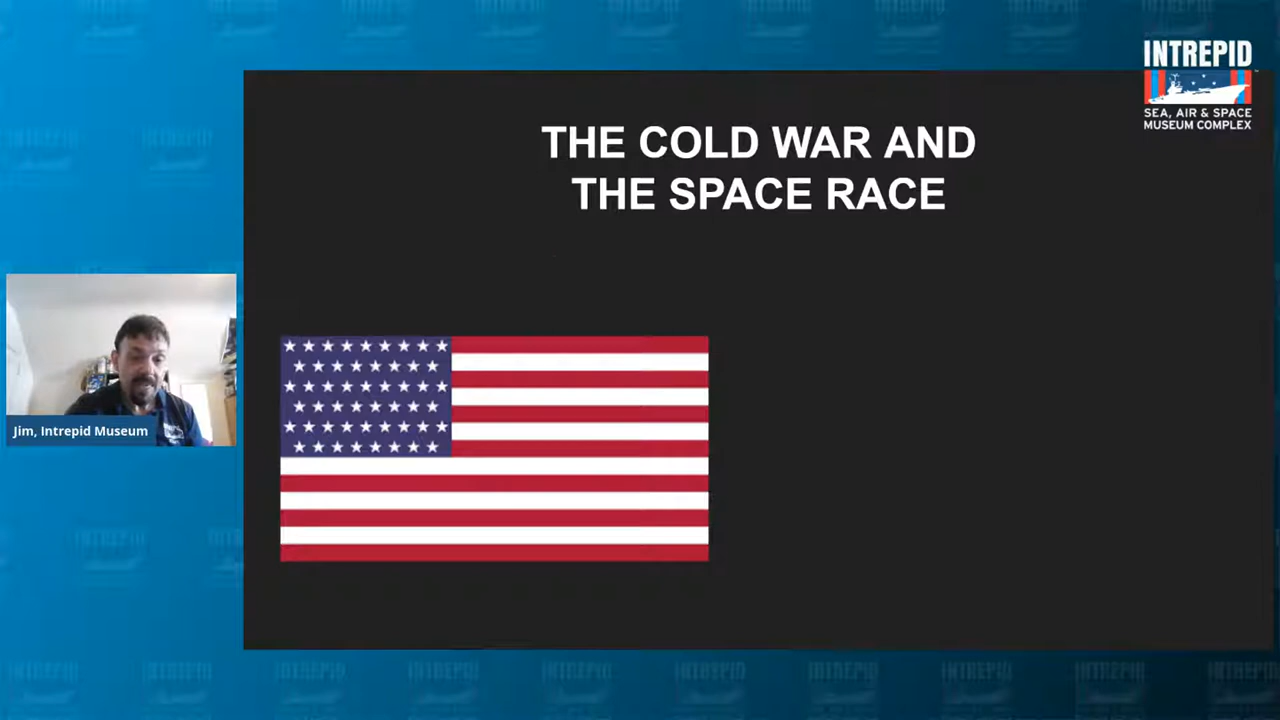 INTREPID
SEA, AIR & SPACE
MUSEUM COMPLEX
THE COLD WAR AND
THE SPACE RACE
Jim, Intrepid Museum